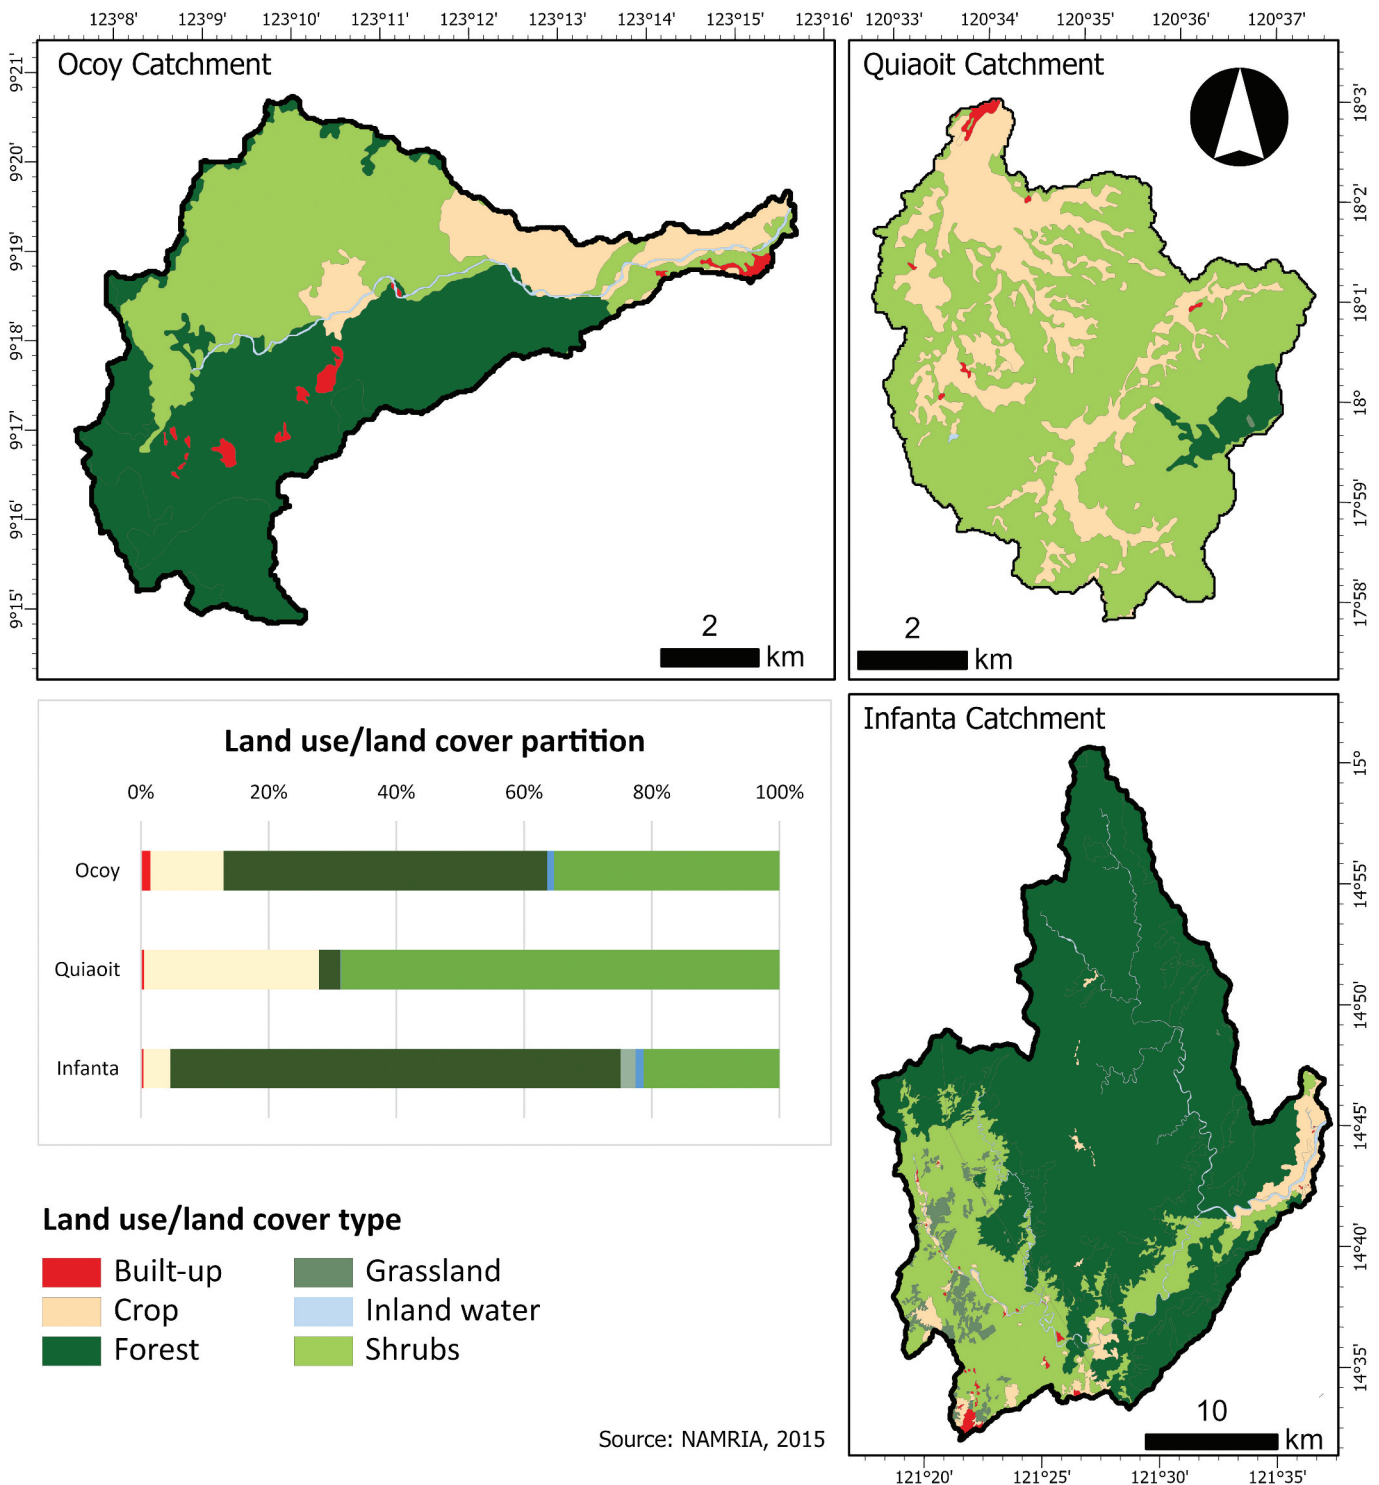 123°8' 123°9' 123°10' 123°11' 123°12' 123°13' 123°14' 123°15' 123°16'
Ocoy Catchment
9°21'
9°20'
9°19'
9°18'
9°17'
9°16'
9°15'
2
km
120°33' 120°34' 120°35' 120°36' 120°37'
Quiaoit Catchment
18°3'
18°2'
18°1'
18°
17°59'
17°58'
2
km
Land use/land cover partition
0% 20% 40% 60% 80% 100%
Ocoy
Quiaoit
Infanta
Land use/land cover type
Built-up Grassland
Crop Inland water
Forest Shrubs
Source: NAMRIA, 2015
Infanta Catchment
15°
14°55'
14°50'
14°45'
14°40'
14°35'
10
km
121°20' 121°25' 121°30' 121°35'